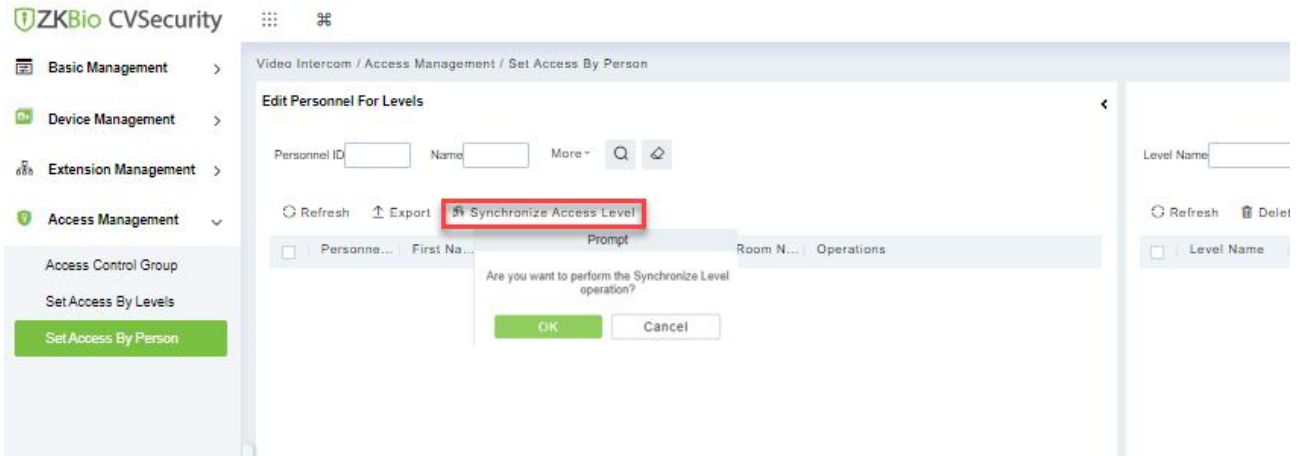 ZKBio CVSecurity
Basic Management
Device Management
Extension Management
Access Management
Access Control Group
Set Access By Levels
Set Access By Person
Video Intercom / Access Management / Set Access By Person
Edit Personnel For Levels
Personnel ID Name More
Refresh Export Synchronize Access Level
Personne... First Na... Room N... Operations
Prompt
Are you want to perform the Synchronize Level
operation?
OK Cancel
Level Name
Refresh Delet
Level Name